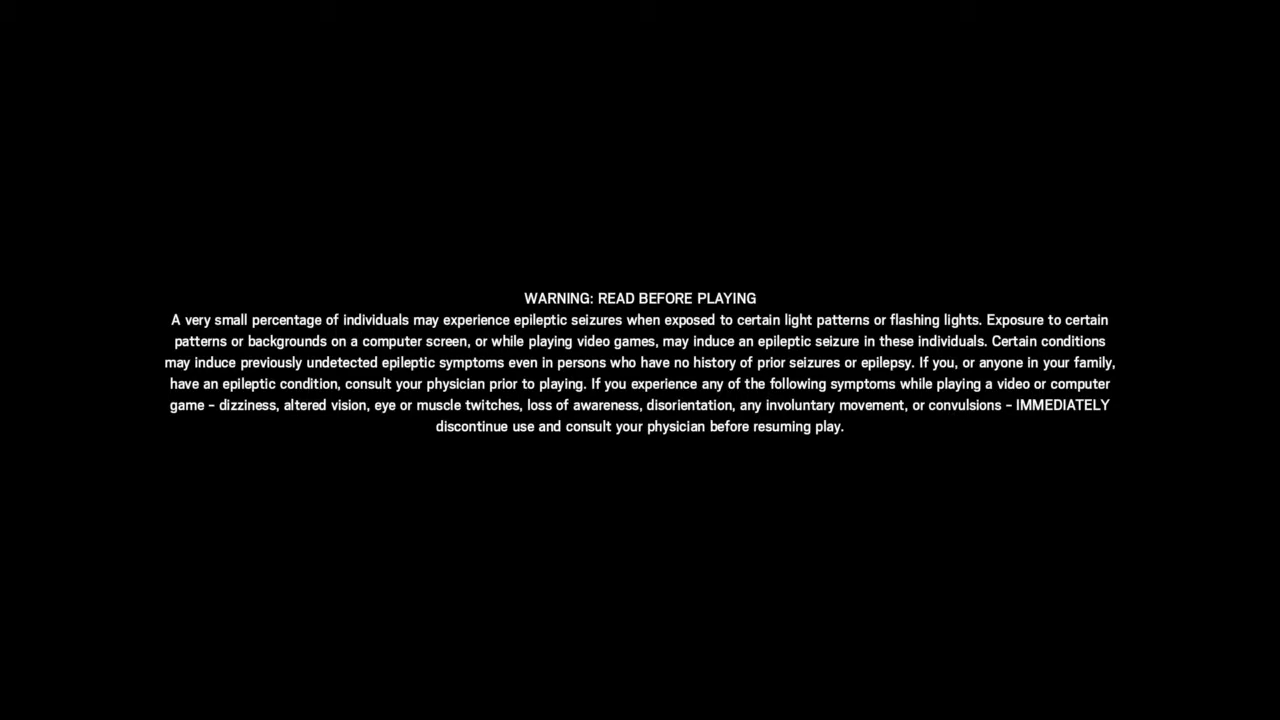 WARNING: READ BEFORE PLAYING
A very small percentage of individuals may experience epileptic seizures when exposed to certain light patterns or flashing lights. Exposure to certain
patterns or backgrounds on a computer screen, or while playing video games, may induce an epileptic seizure in these individuals. Certain conditions
may induce previously undetected epileptic symptoms even in persons who have no history of prior seizures or epilepsy. If you, or anyone in your family,
have an epileptic condition, consult your physician prior to playing. If you experience any of the following symptoms while playing a video or computer
game – dizziness, altered vision, eye or muscle twitches, loss of awareness, disorientation, any involuntary movement, or convulsions – IMMEDIATELY
discontinue use and consult your physician before resuming play.